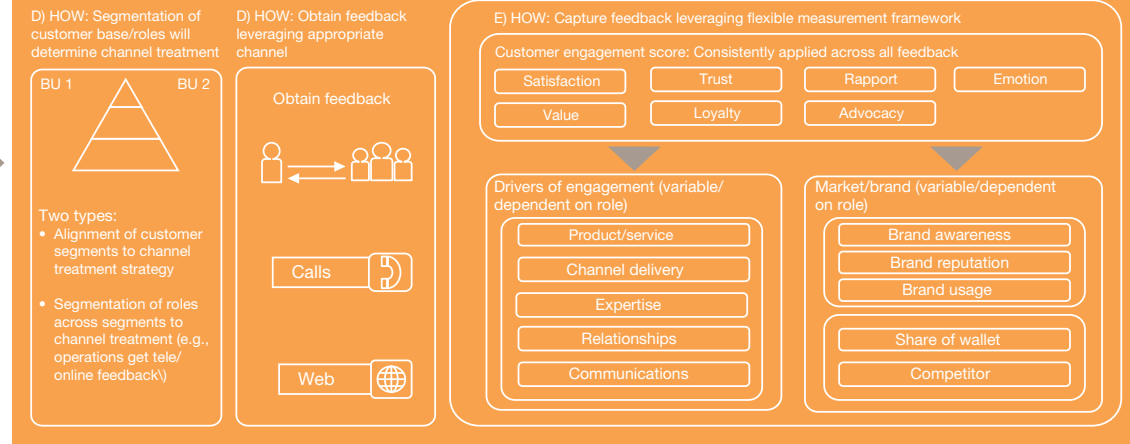 D) HOW: Segmentation of
customer base/roles will
determine channel treatment
BU 1
BU 2
Two types:
• Alignment of customer
segments to channel
treatment strategy
• Segmentation of roles
across segments to
channel treatment (e.g.,
operations get tele/
online feedback\)
D) HOW: Obtain feedback
leveraging appropriate
channel
Obtain feedback
Calls
Web
E) HOW: Capture feedback leveraging flexible measurement framework
Customer engagement score: Consistently applied across all feedback
Satisfaction
Trust
Rapport
Emotion
Value
Loyalty
Advocacy
Drivers of engagement (variable/
dependent on role)
Product/service
Channel delivery
Expertise
Relationships
Communications
Market/brand (variable/dependent
on role)
Brand awareness
Brand reputation
Brand usage
Share of wallet
Competitor